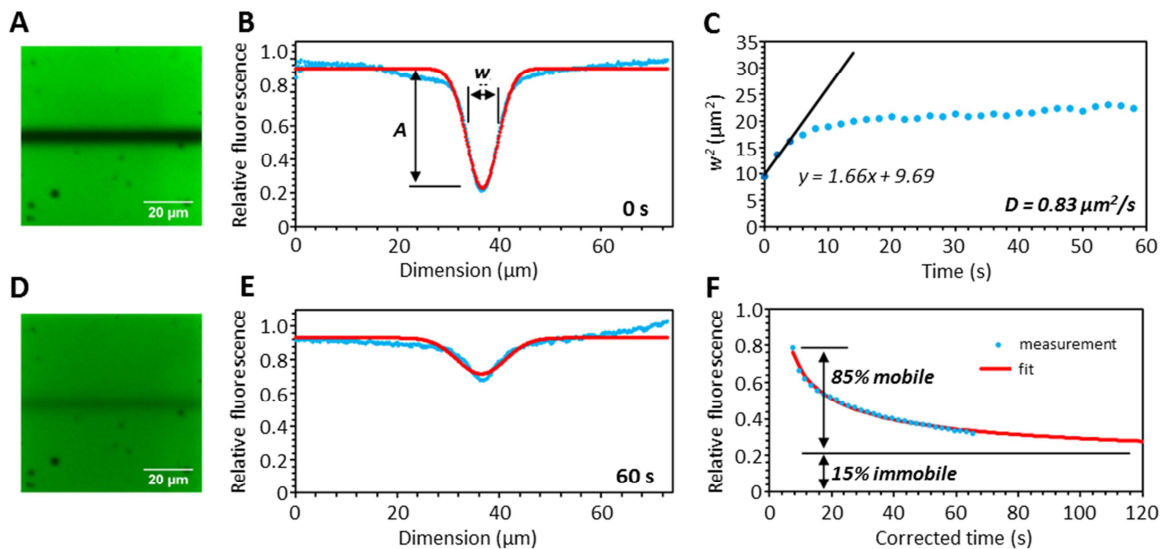 A
20 µm
B
Relative fluorescence
1.0
0.8
0.6
0.4
0.2
0
A
w
0 s
0
20
40
60
Dimension (µm)
C
w² (µm²)
35
30
25
20
15
10
5
0
y = 1.66x + 9.69
D = 0.83 µm²/s
0
10
20
30
40
50
60
Time (s)
D
20 µm
E
Relative fluorescence
1.0
0.8
0.6
0.4
0.2
0
60 s
0
20
40
60
Dimension (µm)
F
Relative fluorescence
1.0
0.8
0.6
0.4
0.2
0
measurement
fit
85% mobile
15% immobile
0
20
40
60
80
100
120
Corrected time (s)